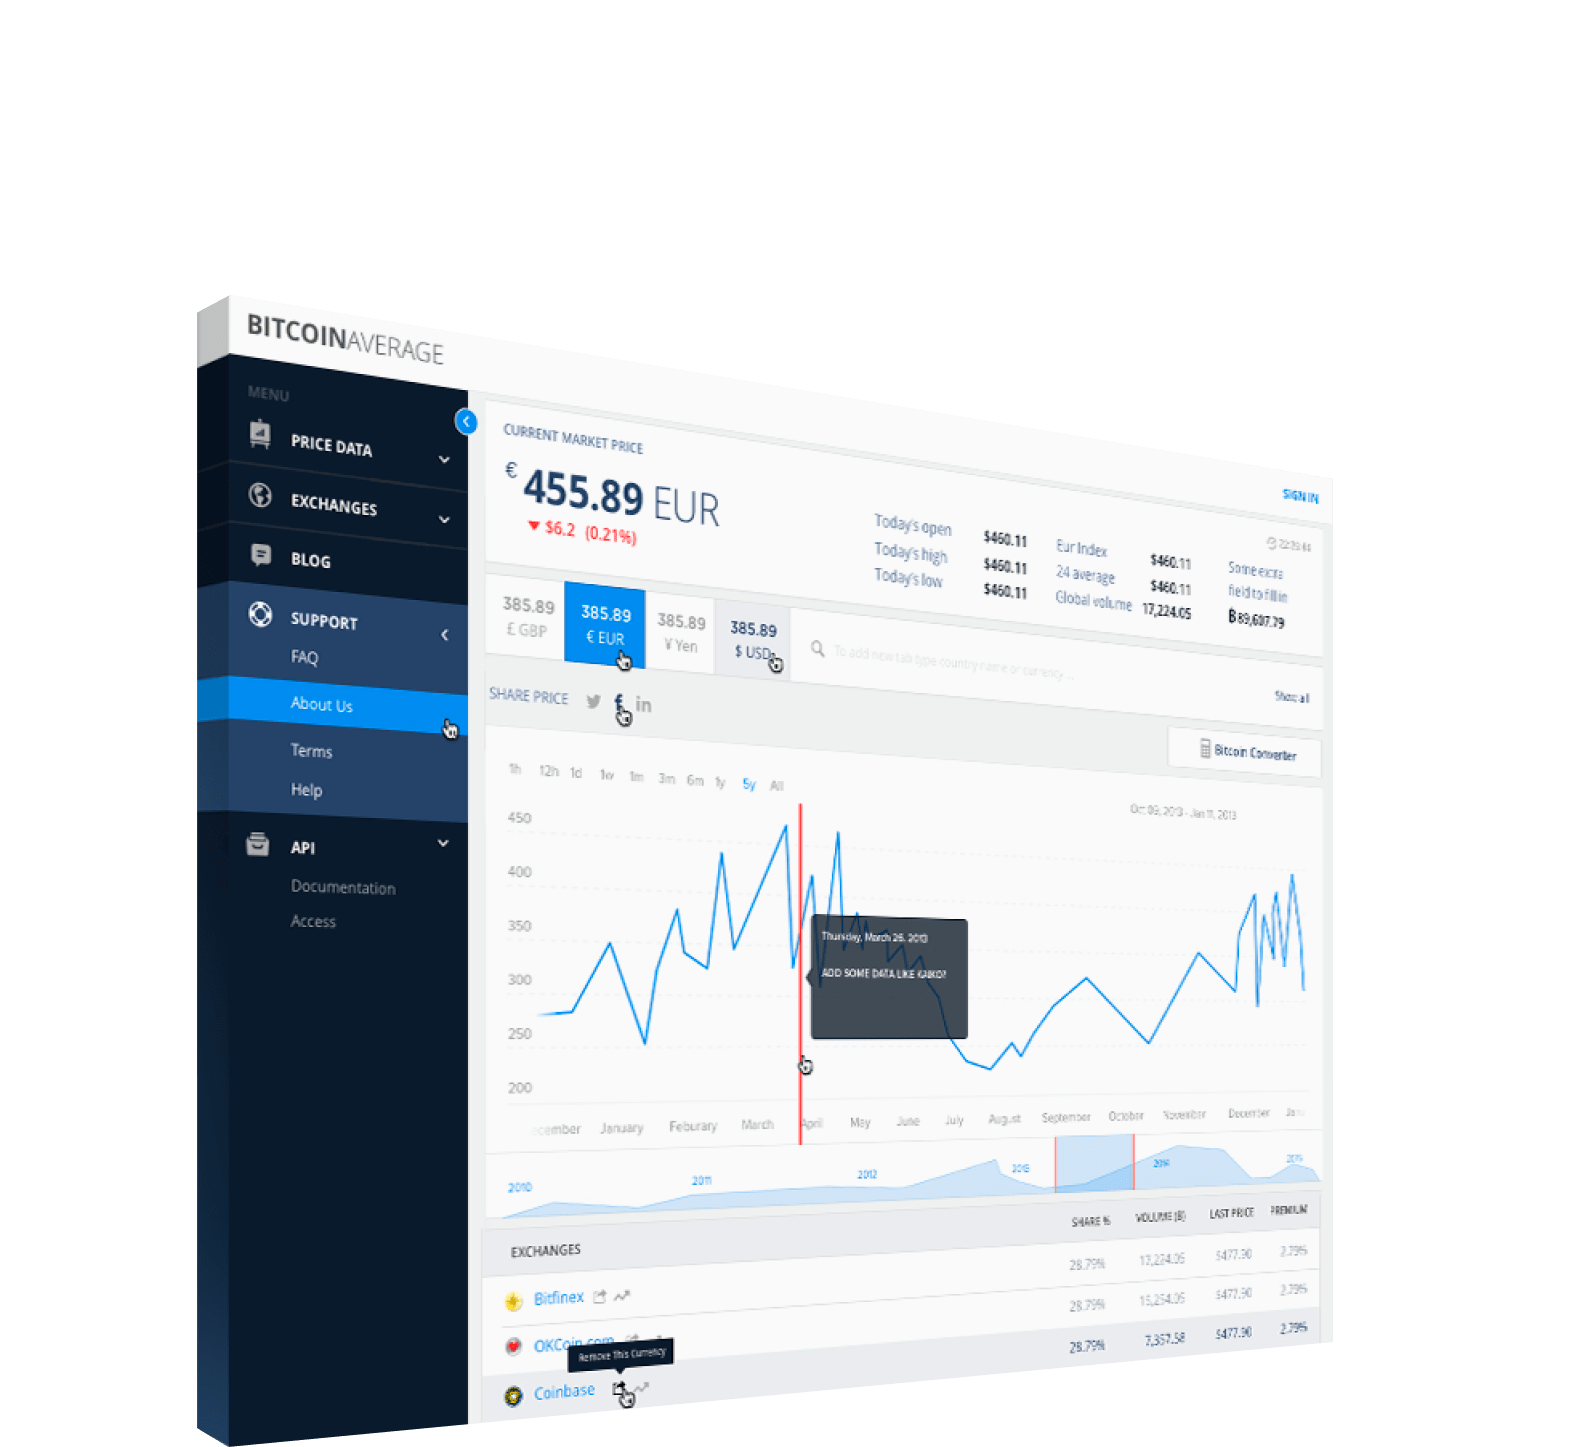 BITCOINAVERAGE
MENU
PRICE DATA
EXCHANGES
BLOG
SUPPORT
FAQ
About Us
Terms
Help
API
Documentation
Access
SIGN IN
CURRENT MARKET PRICE
€ 455.89 EUR
$6.2 (0.21%)
Today's open $460.11
Today's high $460.11
Today's low $460.11
Eur Index $460.11
24 average $460.11
Global volume 17,224.05
Some extra
field to fill in
385.89
£ GBP
385.89
€ EUR
385.89
¥ Yen
385.89
$ USD
To add new tab type country name or currency ...
Show all
SHARE PRICE
Bitcoin Converter
1h 12h 1d 1w 1m 3m 6m 1y 5y All
Oct 09, 2013 - Jan 11, 2013
450
400
350
300
250
200
Thursday, March 26, 2013
ADD SOME DATA LIKE KAIKO?
cember January Feburary March April May June July August September October November December Ja
2010 2011 2012 2013 2014 2015
EXCHANGES SHARE % VOLUME (B) LAST PRICE PREMIUM
Bitfinex 28.79% 17,224.05 $477.90 2.79%
OKCoin.com 28.79% 15,254.05 $477.90 2.79%
Remove This Currency
Coinbase 28.79% 7,357.58 $477.90 2.79%